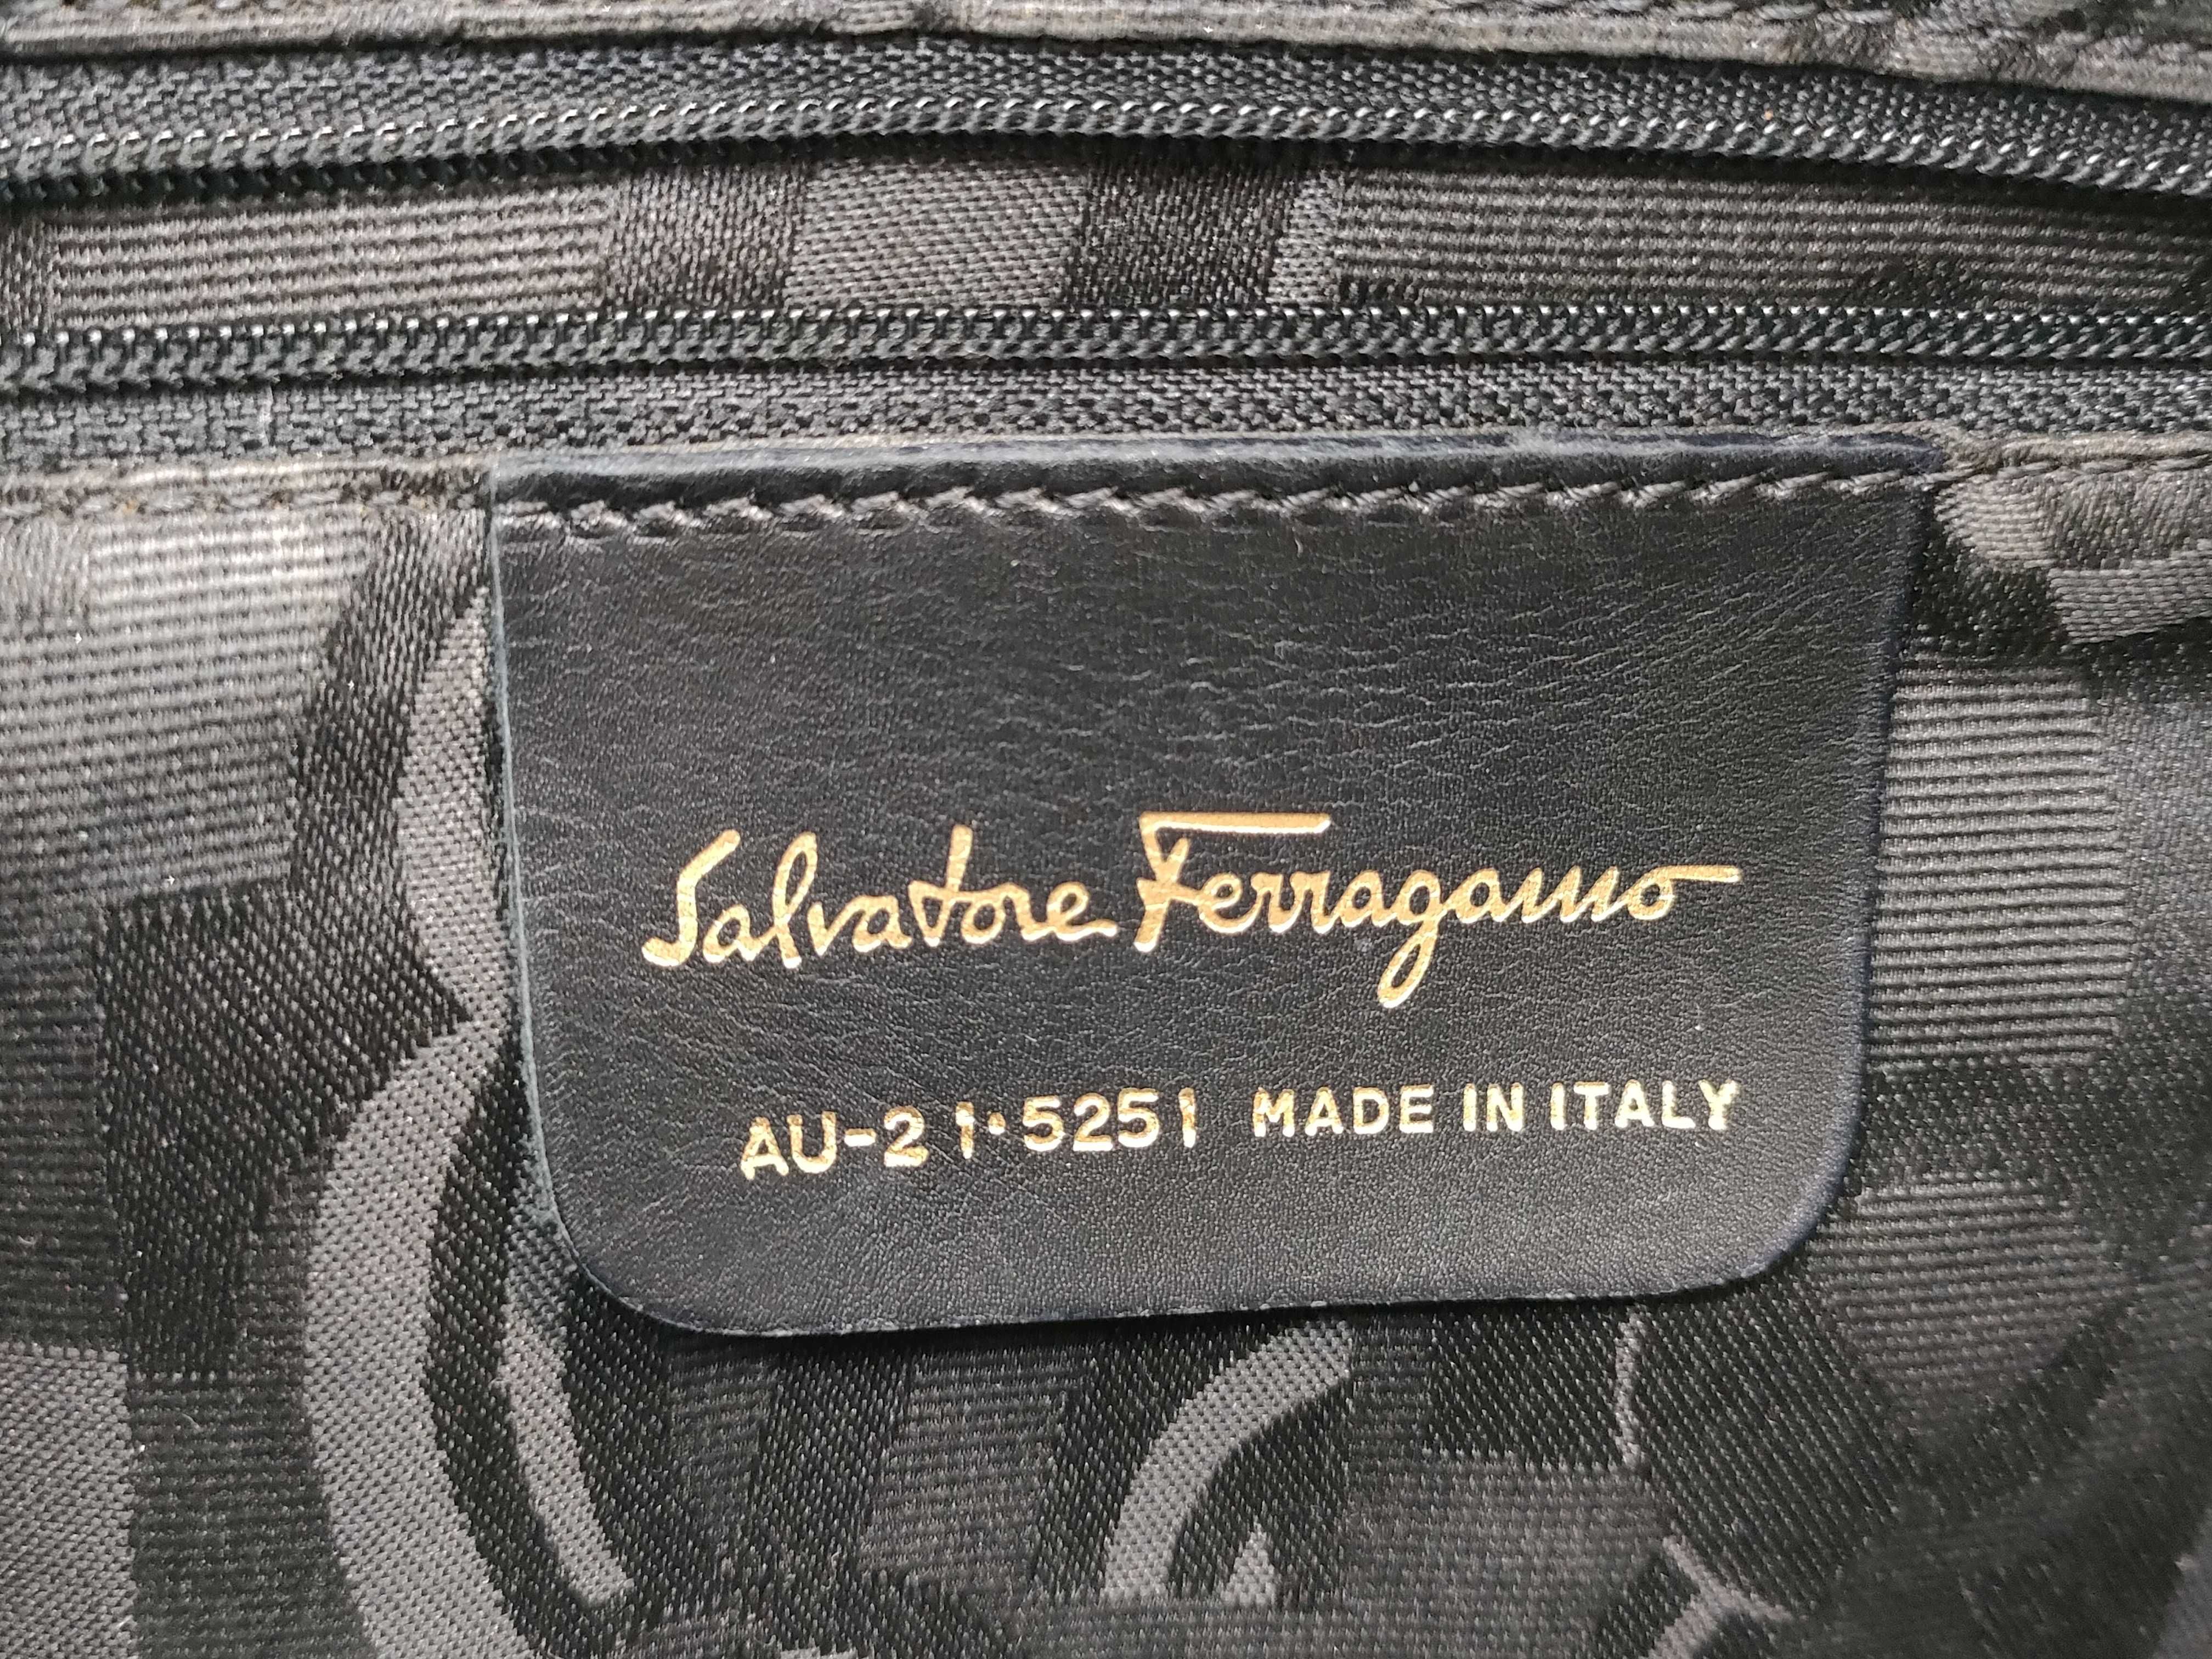 Salvatore Ferragamo
AU-21·5251 MADE IN ITALY